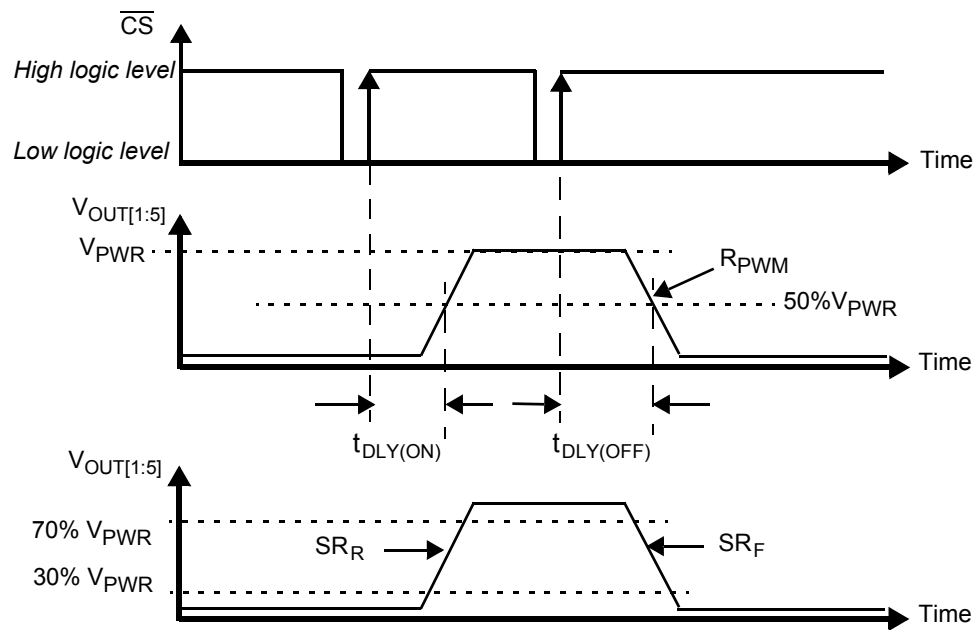 CS
High logic level
Low logic level
Time
VOUT[1:5]
VPWR
RPWM
50%VPWR
Time
tDLY(ON)
tDLY(OFF)
VOUT[1:5]
70% VPWR
SRR
SRF
30% VPWR
Time